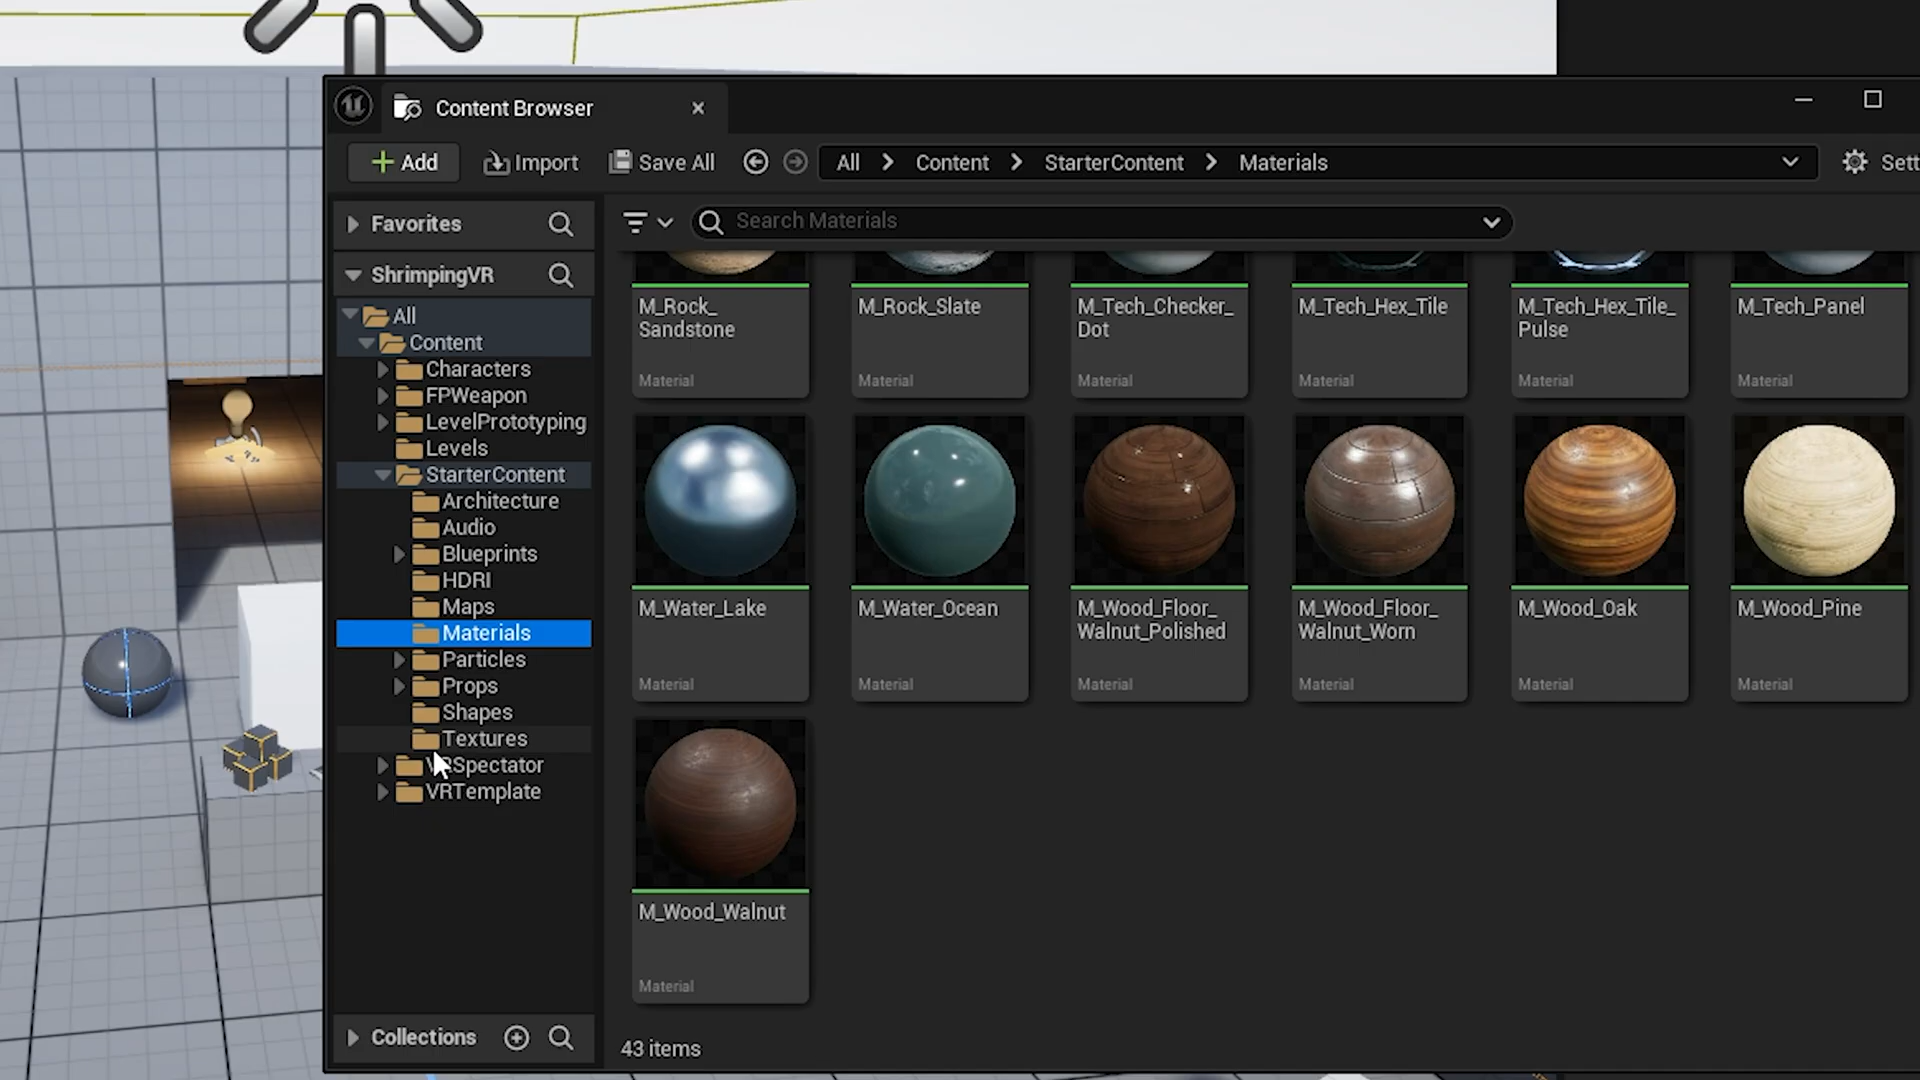 Content Browser
Add
Import
Save All
All
Content
StarterContent
Materials
Sett
Favorites
Search Materials
ShrimpingVR
All
Content
Characters
FPWeapon
LevelPrototyping
Levels
StarterContent
Architecture
Audio
Blueprints
HDRI
Maps
Materials
Particles
Props
Shapes
Textures
VRSpectator
VRTemplate
Collections
M_Rock_
Sandstone
Material
M_Rock_Slate
Material
M_Tech_Checker_
Dot
Material
M_Tech_Hex_Tile
Material
M_Tech_Hex_Tile_
Pulse
Material
M_Tech_Panel
Material
M_Water_Lake
Material
M_Water_Ocean
Material
M_Wood_Floor_
Walnut_Polished
Material
M_Wood_Floor_
Walnut_Worn
Material
M_Wood_Oak
Material
M_Wood_Pine
Material
M_Wood_Walnut
Material
43 items